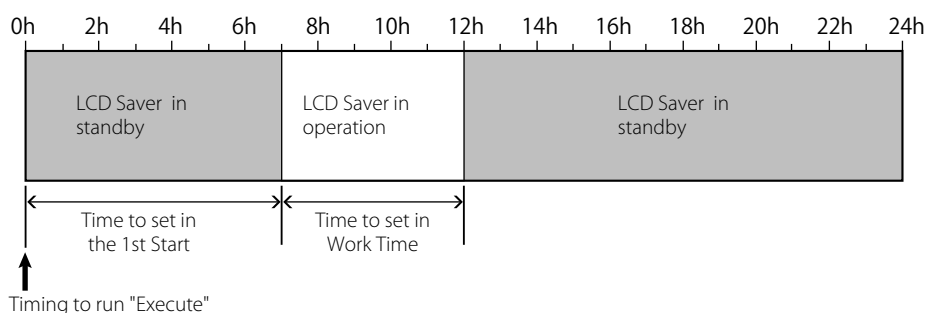 0h 2h 4h 6h 8h 10h 12h 14h 16h 18h 20h 22h 24h
LCD Saver in
standby
LCD Saver in
operation
LCD Saver in
standby
Time to set in
the 1st Start
Time to set in
Work Time
Timing to run "Execute"